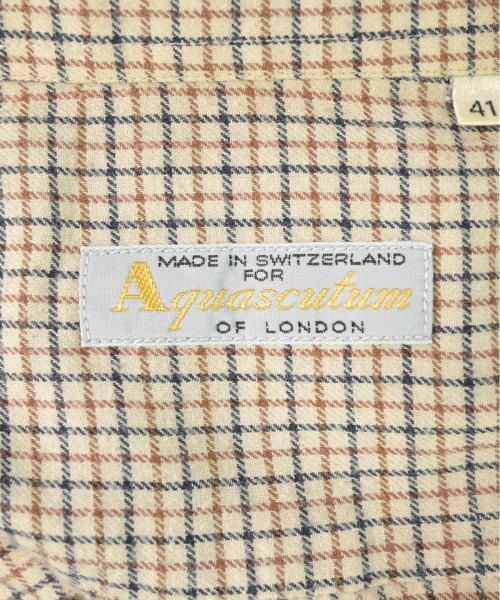 41
MADE IN SWITZERLAND
FOR
Aquascutum
OF LONDON